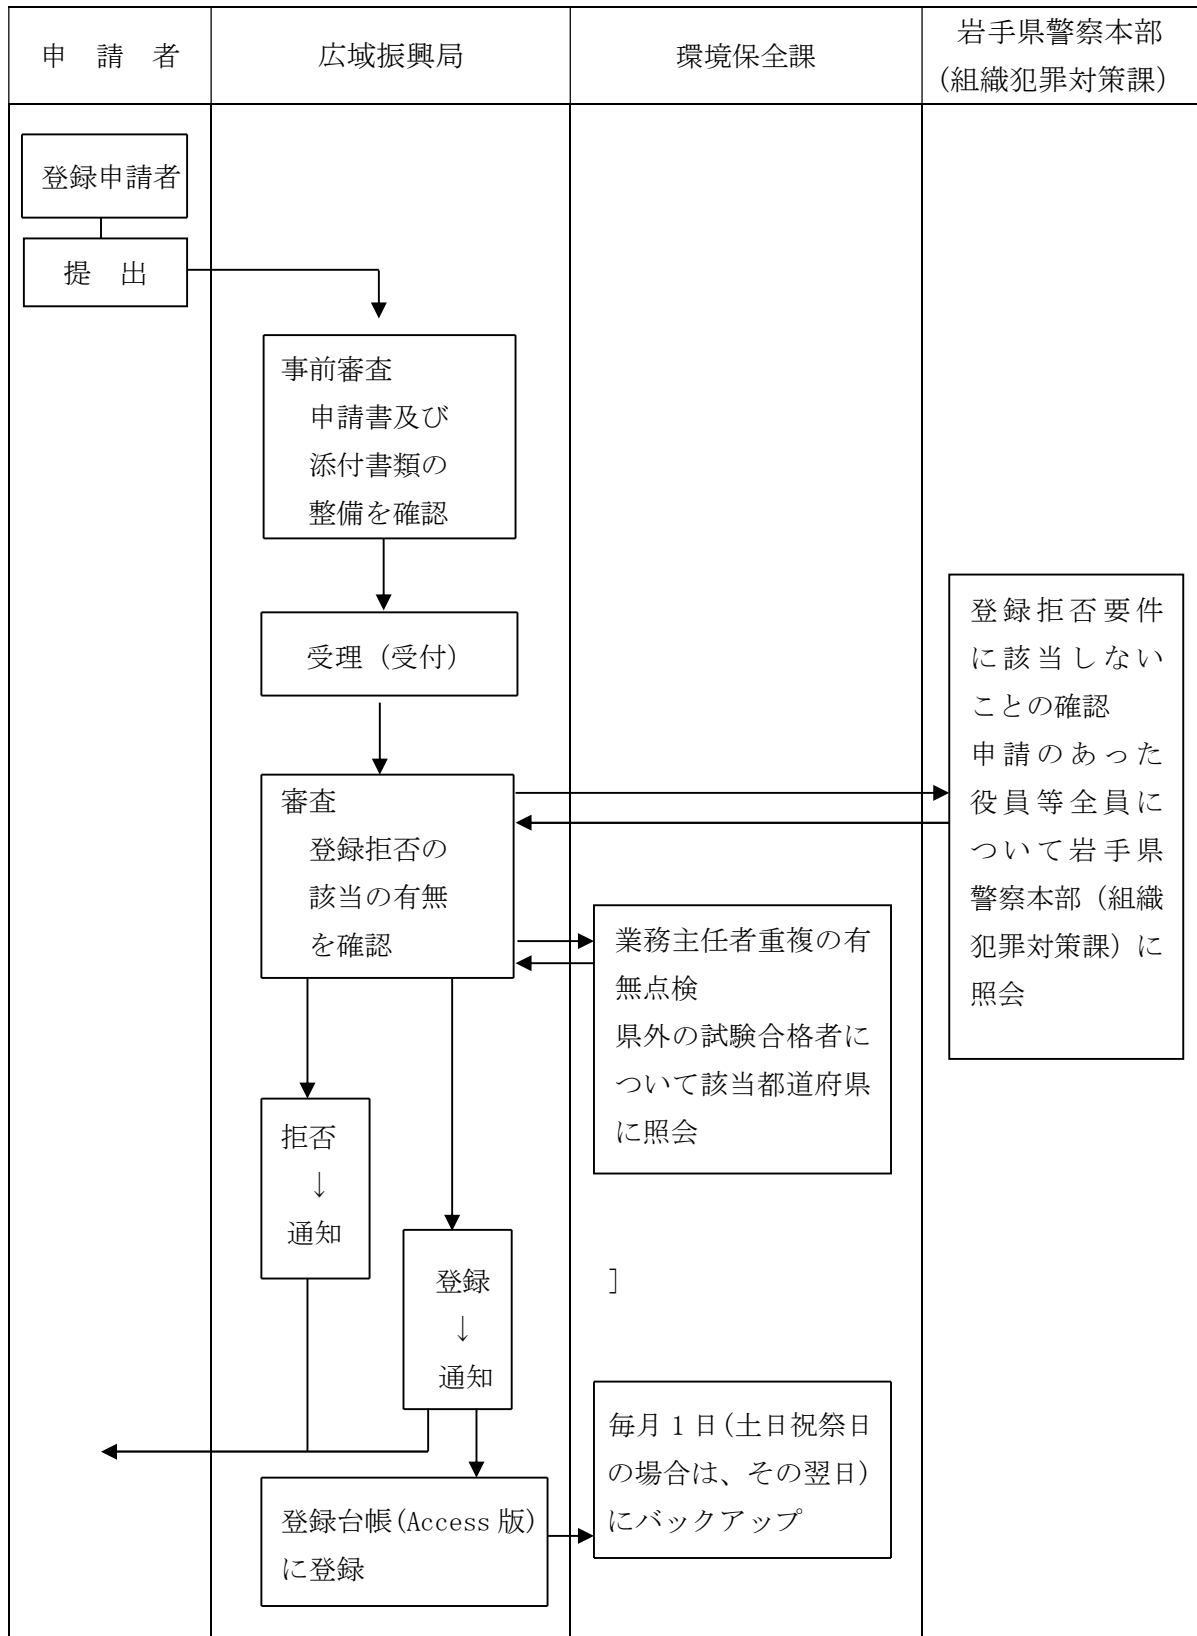 申　請　者
広域振興局
環境保全課
岩手県警察本部
(組織犯罪対策課)
登録申請者
提　出
事前審査
申請書及び
添付書類の
整備を確認
受理（受付）
審査
登録拒否の
該当の有無
を確認
登録拒否要件
に該当しない
ことの確認
申請のあった
役員等全員に
ついて岩手県
警察本部（組織
犯罪対策課）に
照会
業務主任者重複の有
無点検
県外の試験合格者に
ついて該当都道府県
に照会
拒否
↓
通知
登録
↓
通知
］
毎月1日(土日祝祭日
の場合は、その翌日)
にバックアップ
登録台帳(Access版)
に登録